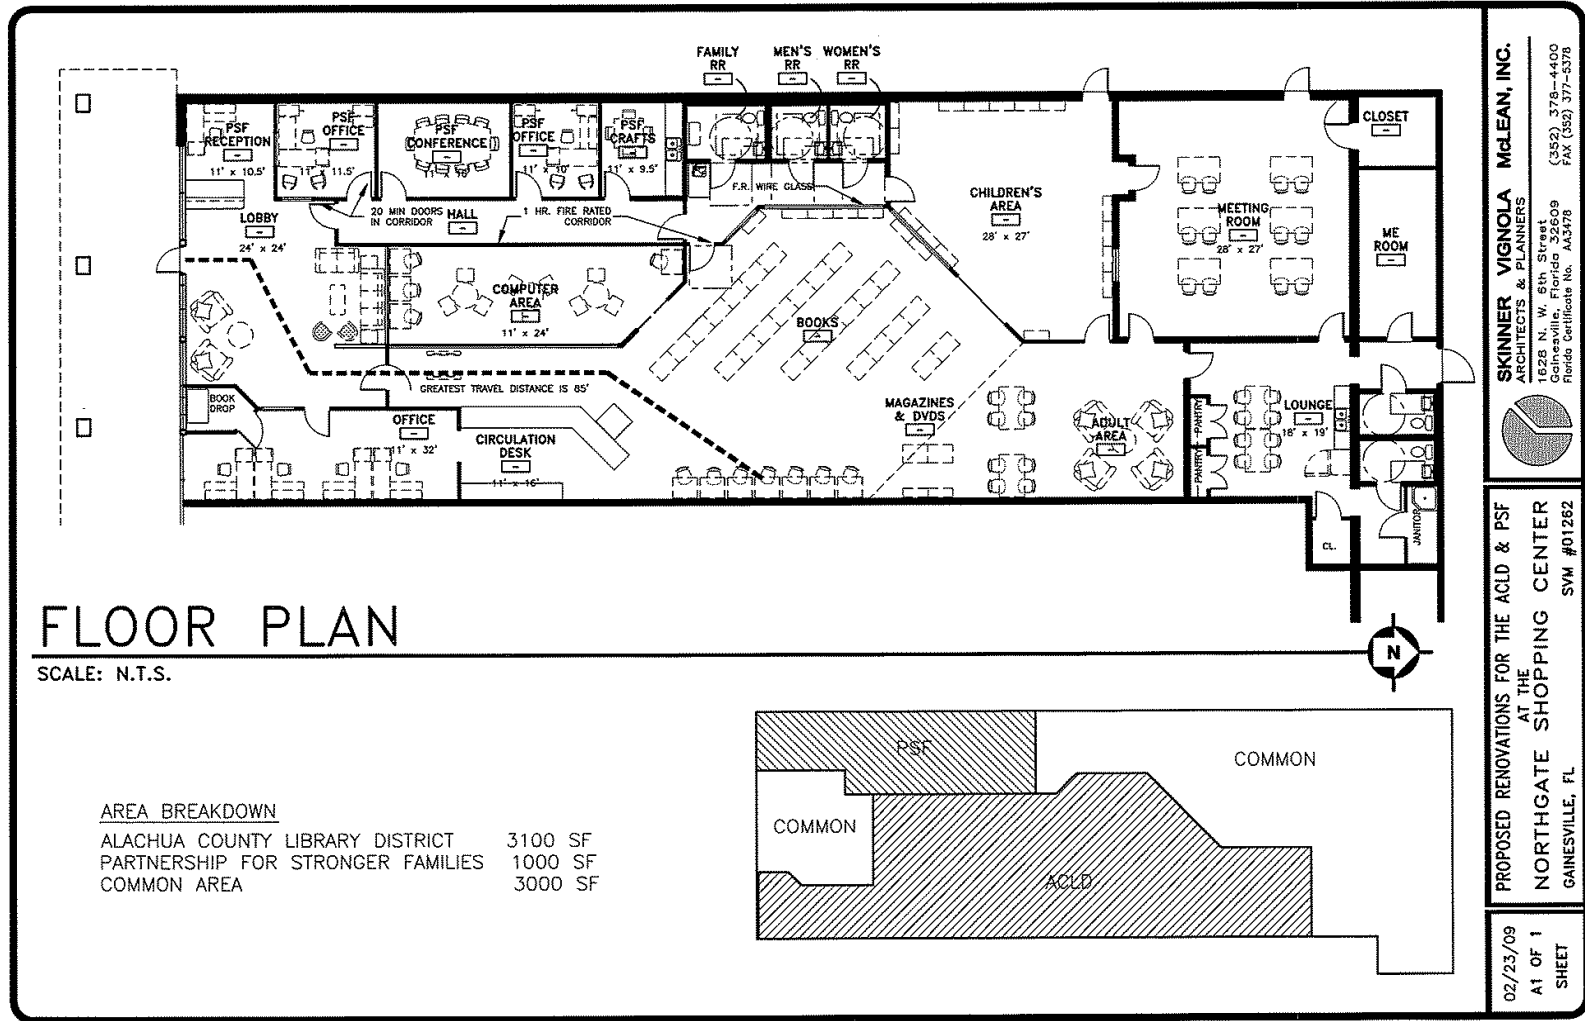 FAMILY
RR
MEN'S
RR
WOMEN'S
RR
PSF
RECEPTION
11' x 10.5'
PSF
OFFICE
11' x 11.5'
PSF
CONFERENCE
PSF
OFFICE
11' x 10'
PSF
CRAFTS
11' x 9.5'
CLOSET
F.R. WIRE GLASS
CHILDREN'S
AREA
28' x 27'
MEETING
ROOM
28' x 27'
ME
ROOM
LOBBY
24' x 24'
20 MIN DOORS
IN CORRIDOR
HALL
1 HR. FIRE RATED
CORRIDOR
COMPUTER
AREA
11' x 24'
BOOKS
GREATEST TRAVEL DISTANCE IS 85'
BOOK
DROP
OFFICE
11' x 32'
CIRCULATION
DESK
11' x 16'
MAGAZINES
& DVDS
ADULT
AREA
PANTRY
PANTRY
LOUNGE
18' x 19'
CL.
JANITOR
FLOOR PLAN
SCALE: N.T.S.
N
AREA BREAKDOWN
ALACHUA COUNTY LIBRARY DISTRICT 3100 SF
PARTNERSHIP FOR STRONGER FAMILIES 1000 SF
COMMON AREA 3000 SF
PSF
COMMON
COMMON
ACLD
SKINNER VIGNOLA McLEAN, INC.
ARCHITECTS & PLANNERS
1628 N. W. 6th Street (352) 378-4400
Gainesville, Florida 32609 FAX (352) 377-5378
Florida Certificate No. AA3478
PROPOSED RENOVATIONS FOR THE ACLD & PSF
AT THE
NORTHGATE SHOPPING CENTER
GAINESVILLE, FL SVM #01262
02/23/09
A1 OF 1
SHEET